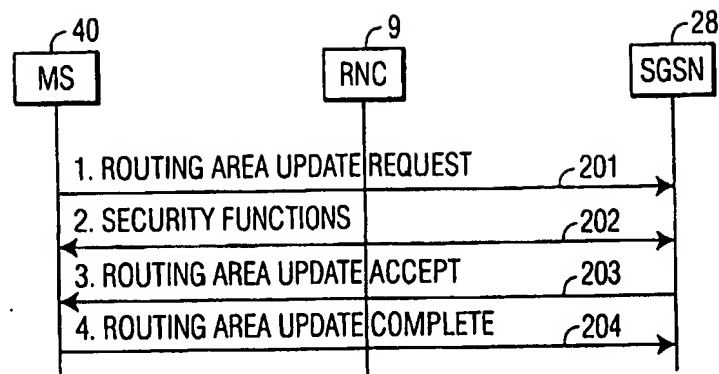 40
9
28
MS
RNC
SGSN
1. ROUTING AREA UPDATE REQUEST
201
2. SECURITY FUNCTIONS
202
3. ROUTING AREA UPDATE ACCEPT
203
4. ROUTING AREA UPDATE COMPLETE
204